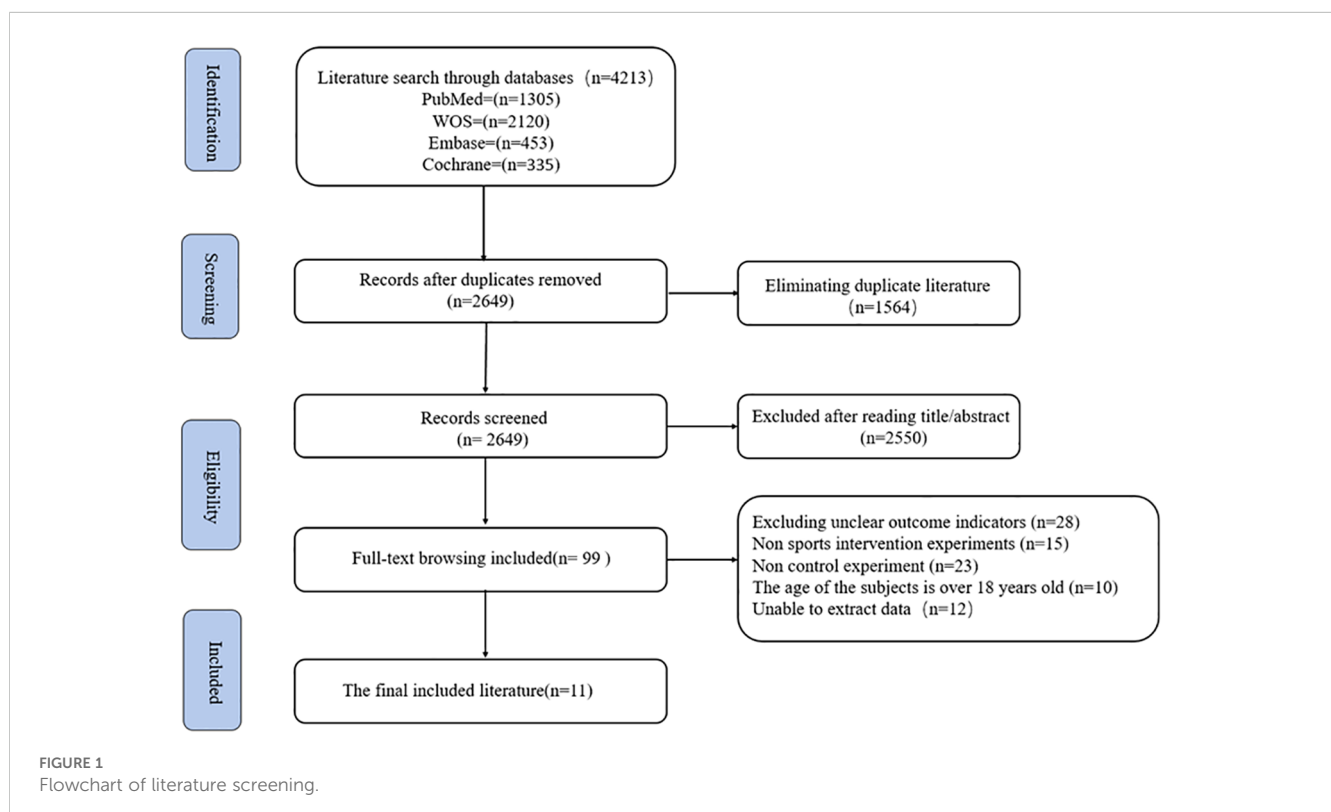 Identification
Literature search through databases (n=4213)
PubMed=(n=1305)
WOS=(n=2120)
Embase=(n=453)
Cochrane=(n=335)
Screening
Records after duplicates removed
(n=2649)
Eliminating duplicate literature
(n=1564)
Records screened
(n= 2649)
Excluded after reading title/abstract
(n=2550)
Eligibility
Full-text browsing included(n= 99 )
Excluding unclear outcome indicators (n=28)
Non sports intervention experiments (n=15)
Non control experiment (n=23)
The age of the subjects is over 18 years old (n=10)
Unable to extract data (n=12)
Included
The final included literature(n=11)
FIGURE 1
Flowchart of literature screening.